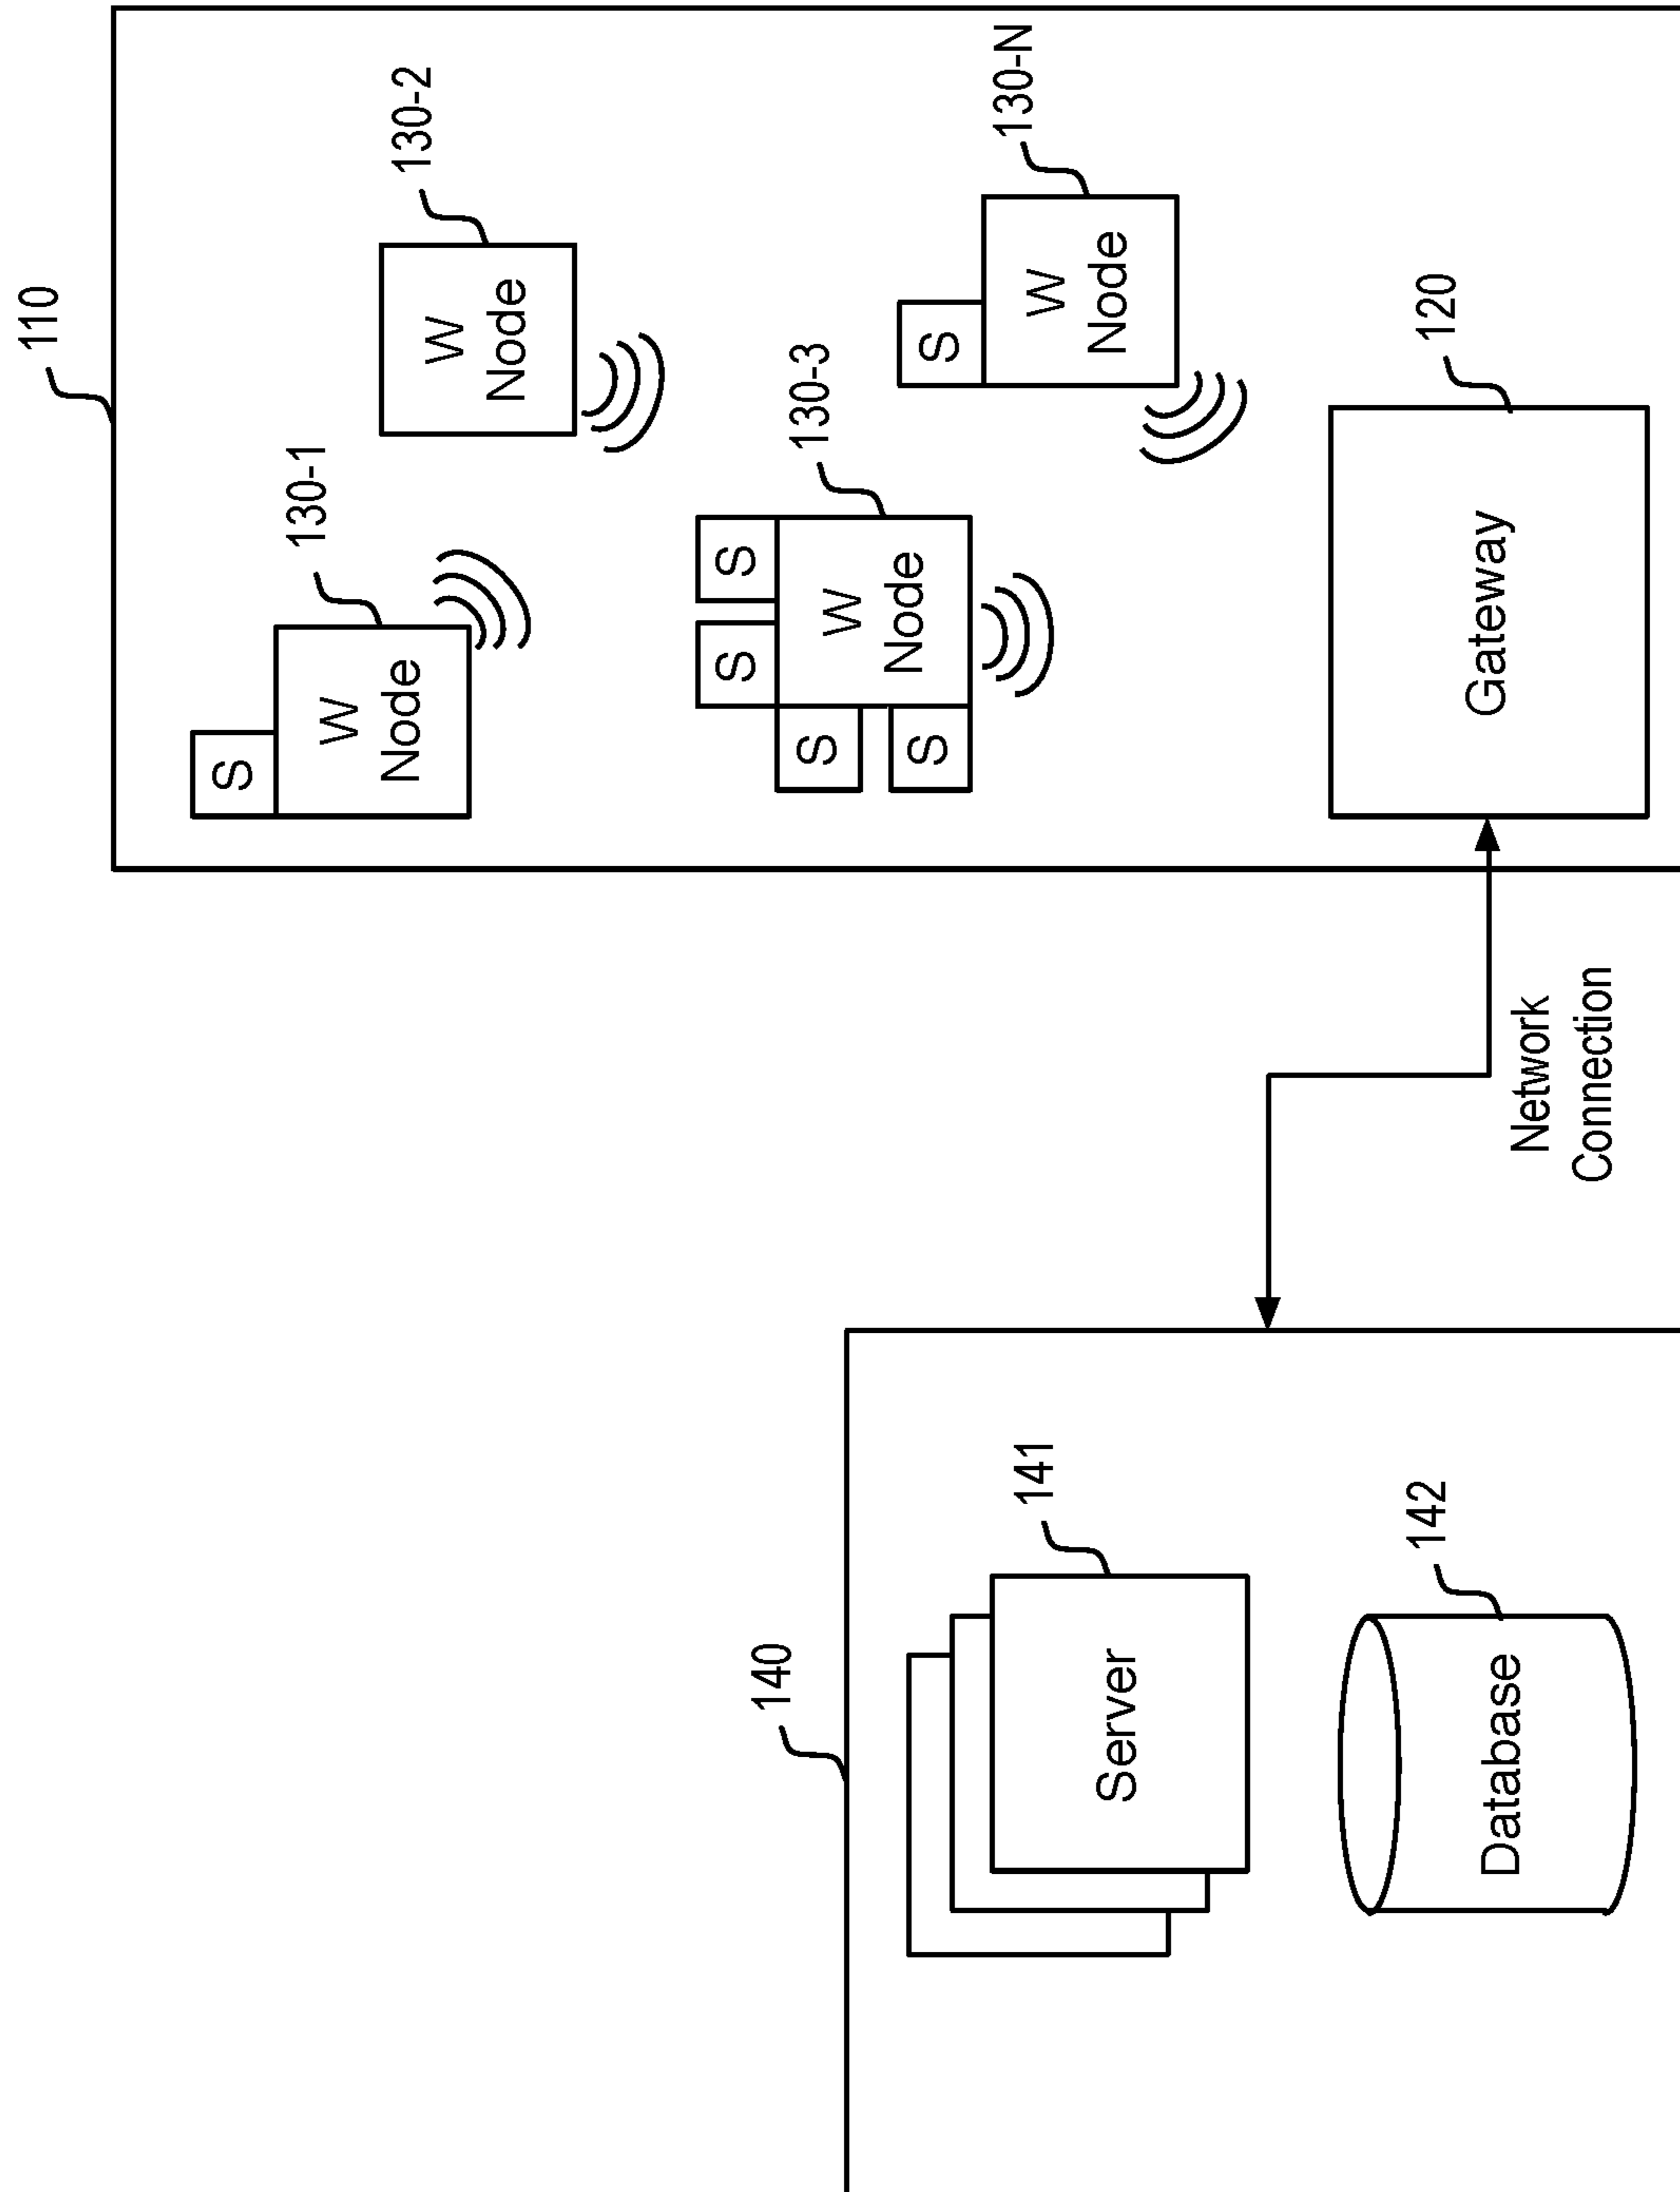 110
130-1
S
W
Node
130-2
W
Node
130-3
S
S
S
S
W
Node
130-N
S
W
Node
120
Gateway
Network
Connection
140
141
Server
142
Database